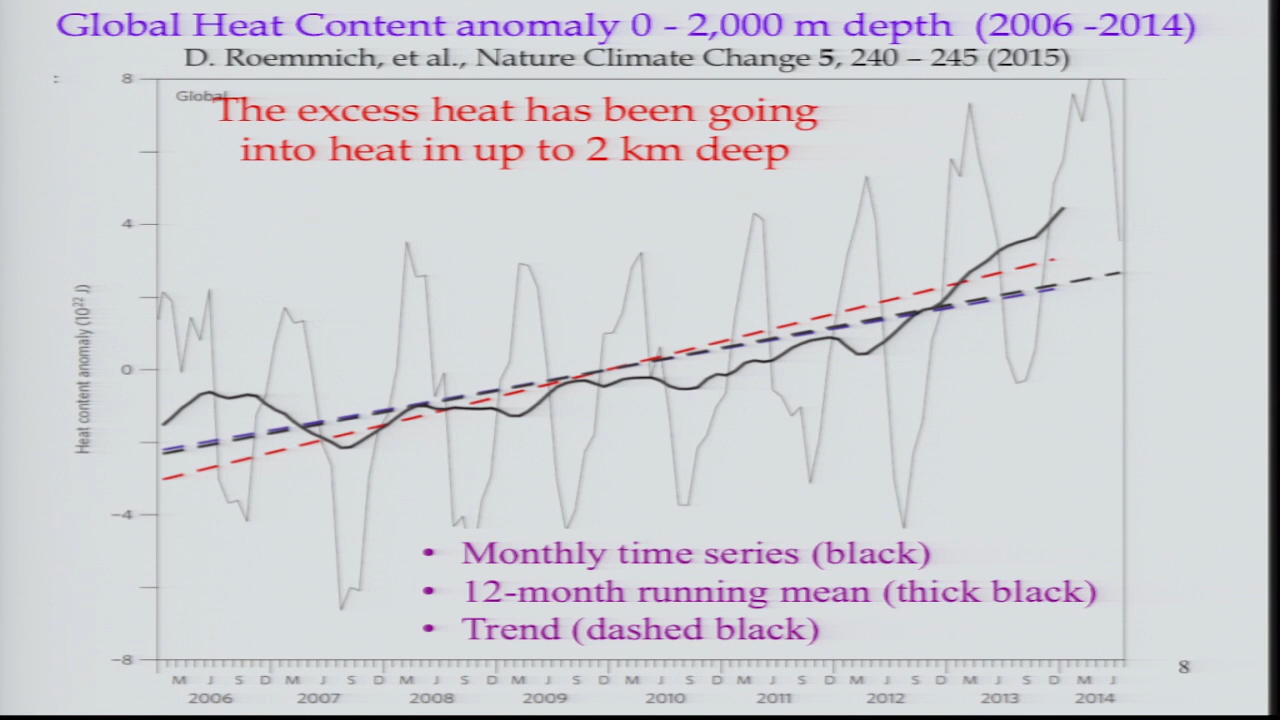 Global Heat Content anomaly 0 - 2,000 m depth (2006 -2014)
D. Roemmich, et al., Nature Climate Change 5, 240 – 245 (2015)
8
Global
The excess heat has been going
into heat in up to 2 km deep
4
Heat content anomaly (10²² J)
0
−4
• Monthly time series (black)
• 12-month running mean (thick black)
• Trend (dashed black)
−8
8
M J S D M J S D M J S D M J S D M J S D M J S D M J S D M J S D M J
2006 2007 2008 2009 2010 2011 2012 2013 2014